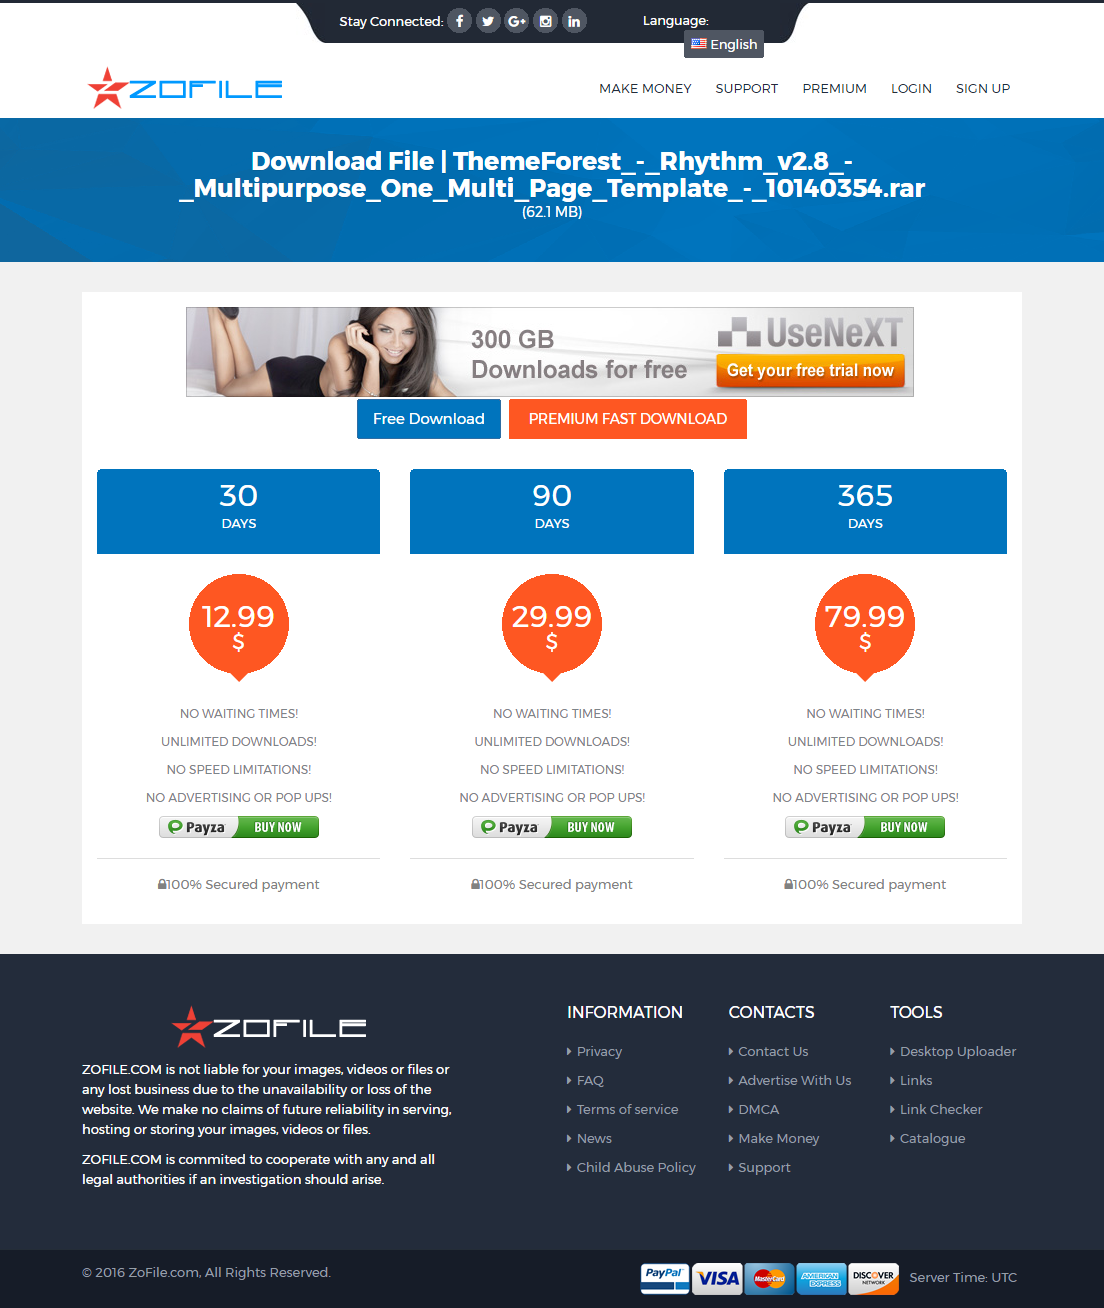 Stay Connected:
Language:
English
ZOFILE
MAKE MONEY SUPPORT PREMIUM LOGIN SIGN UP
Download File | ThemeForest_-_Rhythm_v2.8_-
_Multipurpose_One_Multi_Page_Template_-_10140354.rar
(62.1 MB)
300 GB
Downloads for free
UseNeXT
Get your free trial now
Free Download PREMIUM FAST DOWNLOAD
30
DAYS
12.99
$
NO WAITING TIMES!
UNLIMITED DOWNLOADS!
NO SPEED LIMITATIONS!
NO ADVERTISING OR POP UPS!
Payza BUY NOW
100% Secured payment
90
DAYS
29.99
$
NO WAITING TIMES!
UNLIMITED DOWNLOADS!
NO SPEED LIMITATIONS!
NO ADVERTISING OR POP UPS!
Payza BUY NOW
100% Secured payment
365
DAYS
79.99
$
NO WAITING TIMES!
UNLIMITED DOWNLOADS!
NO SPEED LIMITATIONS!
NO ADVERTISING OR POP UPS!
Payza BUY NOW
100% Secured payment
ZOFILE
ZOFILE.COM is not liable for your images, videos or files or
any lost business due to the unavailability or loss of the
website. We make no claims of future reliability in serving,
hosting or storing your images, videos or files.
ZOFILE.COM is commited to cooperate with any and all
legal authorities if an investigation should arise.
INFORMATION
Privacy
FAQ
Terms of service
News
Child Abuse Policy
CONTACTS
Contact Us
Advertise With Us
DMCA
Make Money
Support
TOOLS
Desktop Uploader
Links
Link Checker
Catalogue
© 2016 ZoFile.com, All Rights Reserved.
PayPal VISA MasterCard AMERICAN EXPRESS DISCOVER NETWORK
Server Time: UTC